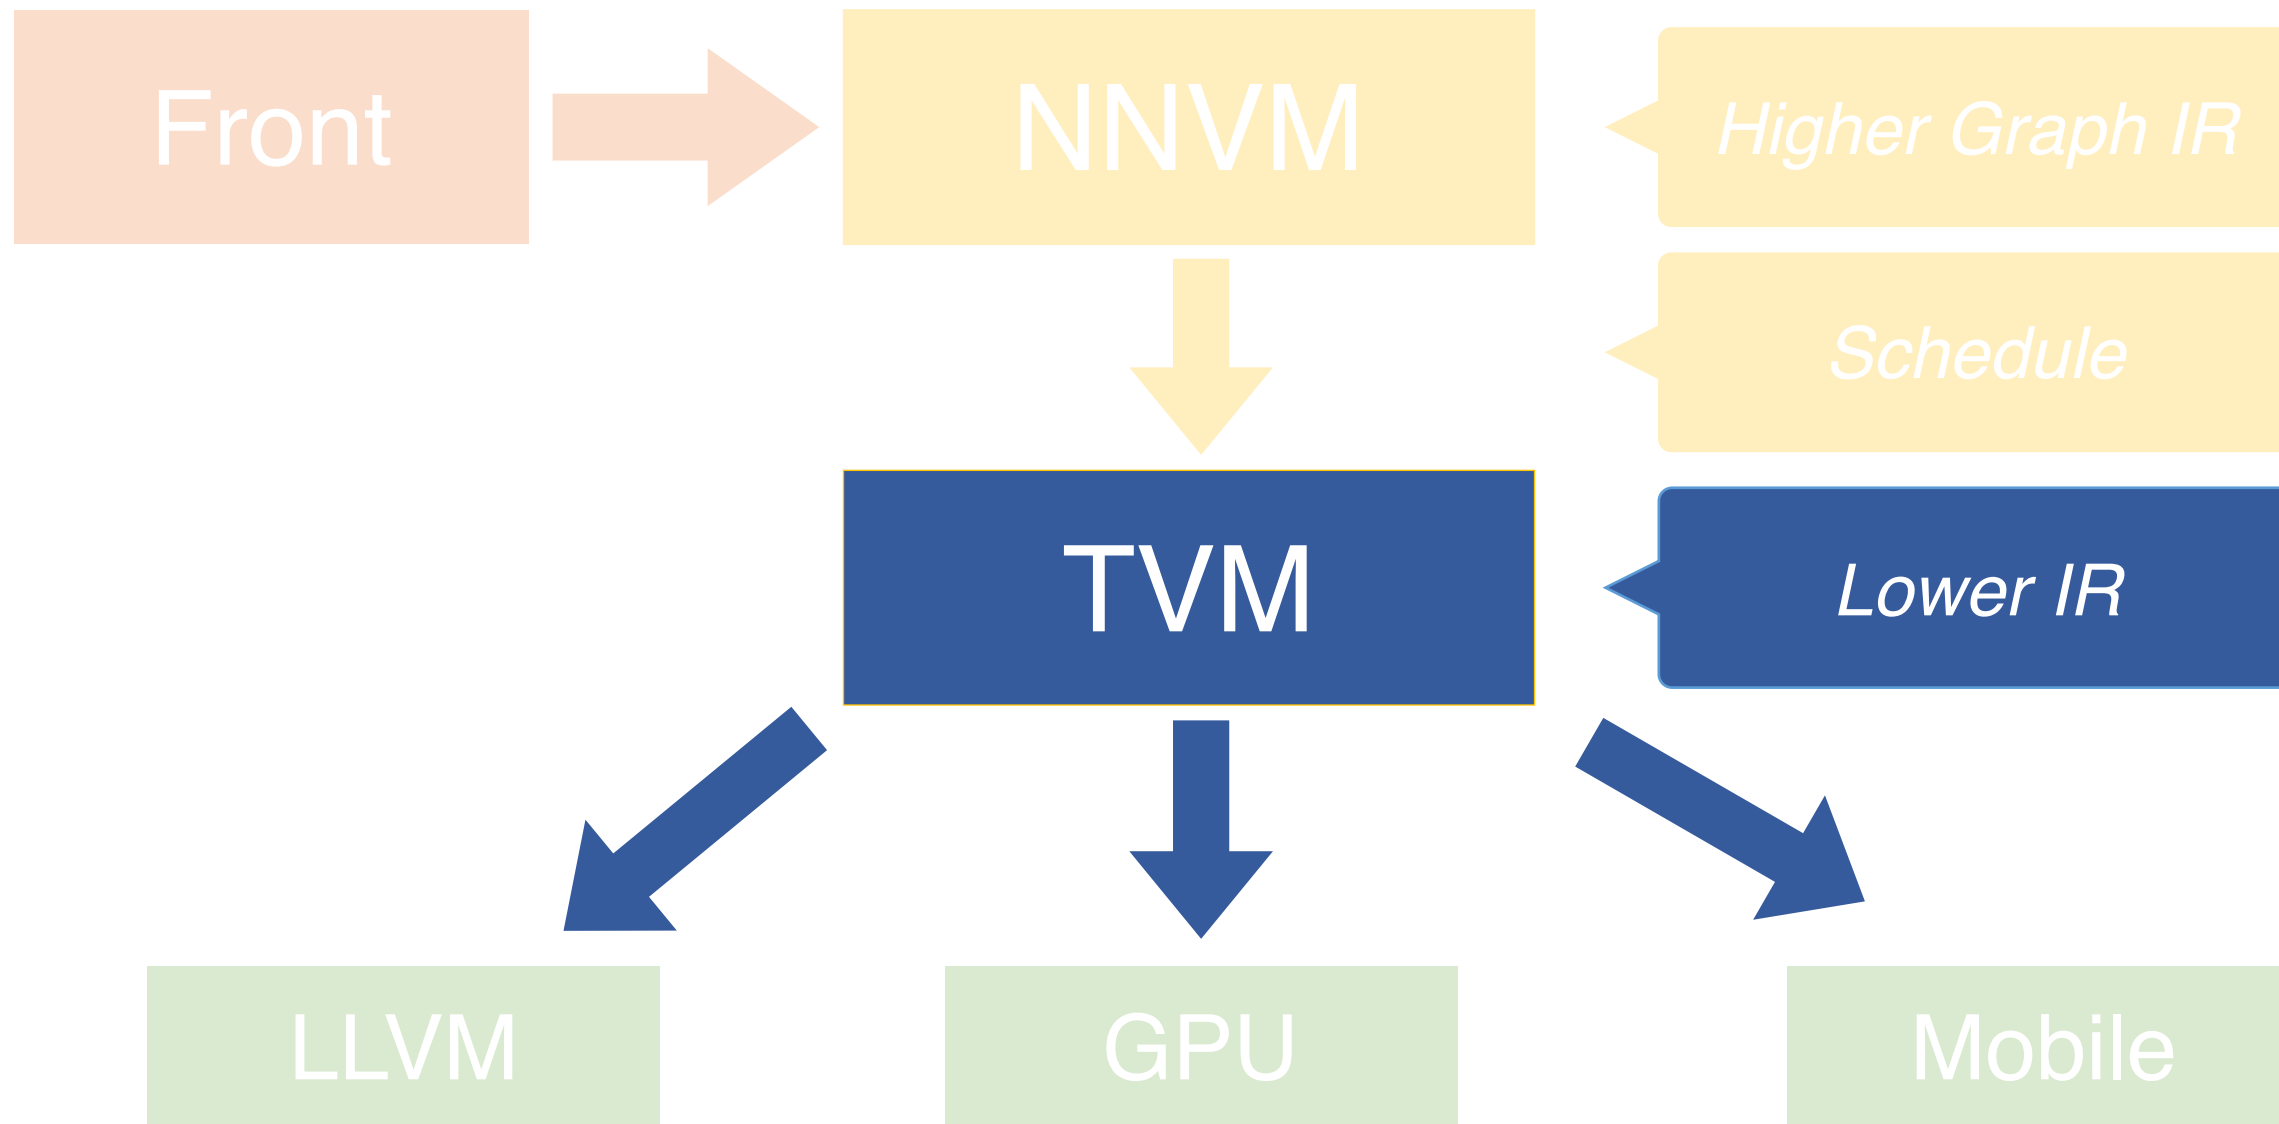 Front
NNVM
Higher Graph IR
Schedule
TVM
Lower IR
LLVM
GPU
Mobile